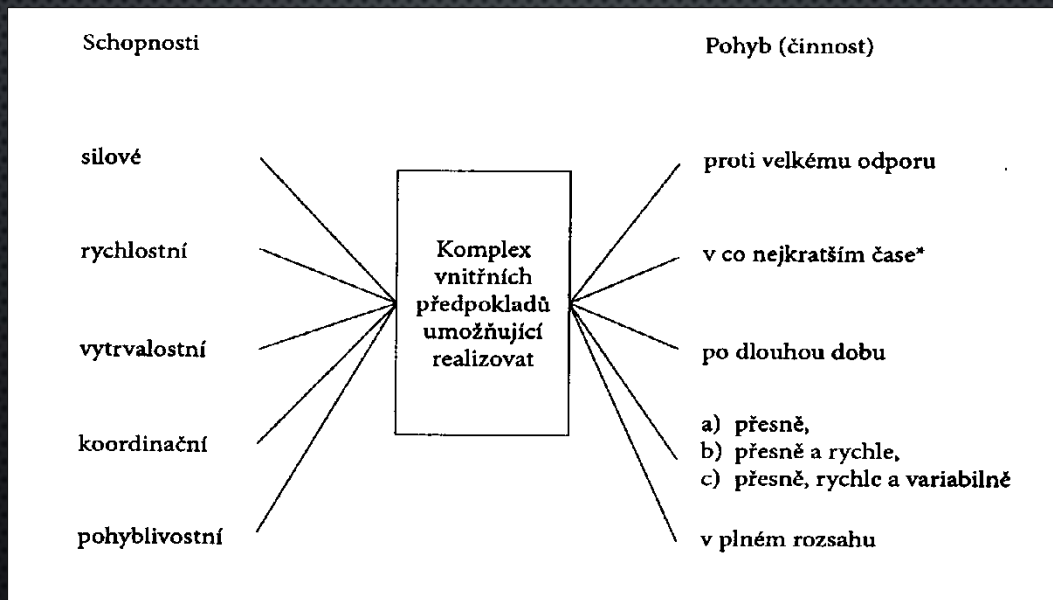 Schopnosti
Pohyb (činnost)
silové
proti velkému odporu
rychlostní
v co nejkratším čase*
vytrvalostní
po dlouhou dobu
koordinační
a) přesně,
b) přesně a rychle,
c) přesně, rychle a variabilně
pohyblivostní
v plném rozsahu
Komplex
vnitřních
předpokladů
umožňující
realizovat